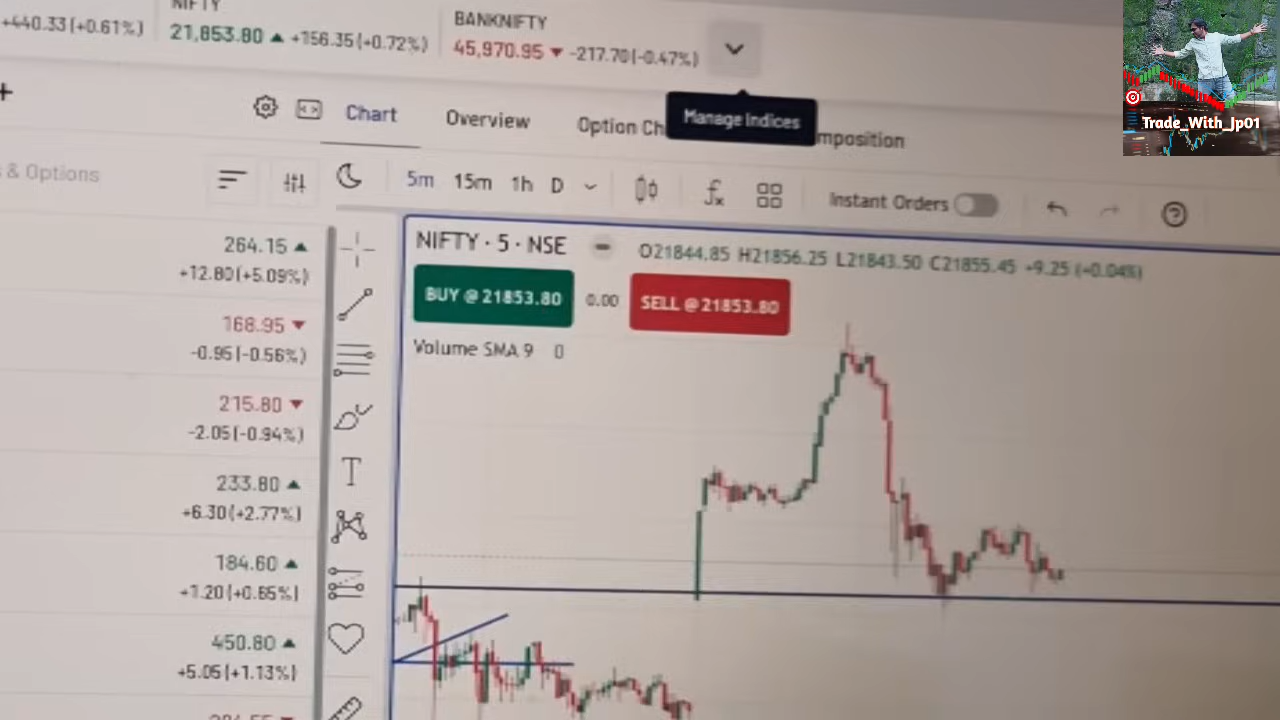 +440.33 (+0.61%)
NIFTY
21,853.80 +156.35 (+0.72%)
BANKNIFTY
45,970.95 -217.70 (-0.47%)
Manage Indices
Chart Overview Option Ch mposition
& Options
5m 15m 1h D
Instant Orders
NIFTY · 5 · NSE O21844.85 H21856.25 L21843.50 C21855.45 +9.25 (+0.04%)
BUY @ 21853.80 0.00 SELL @ 21853.80
Volume SMA 9 0
264.15
+12.80 (+5.09%)
168.95
-0.95 (-0.56%)
215.80
-2.05 (-0.94%)
233.80
+6.30 (+2.77%)
184.60
+1.20 (+0.65%)
450.80
+5.05 (+1.13%)
Trade_With_Jp01